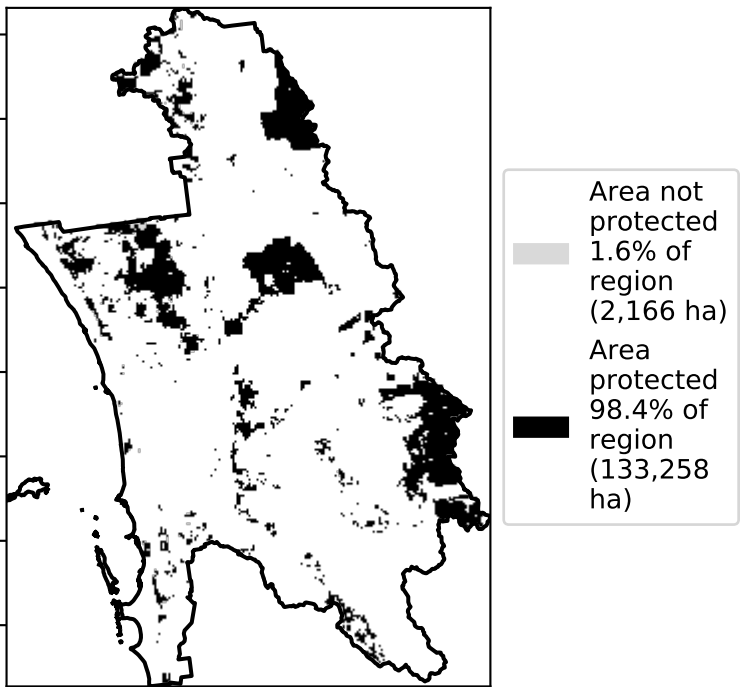 Area not
protected
1.6% of
region
(2,166 ha)
Area
protected
98.4% of
region
(133,258
ha)